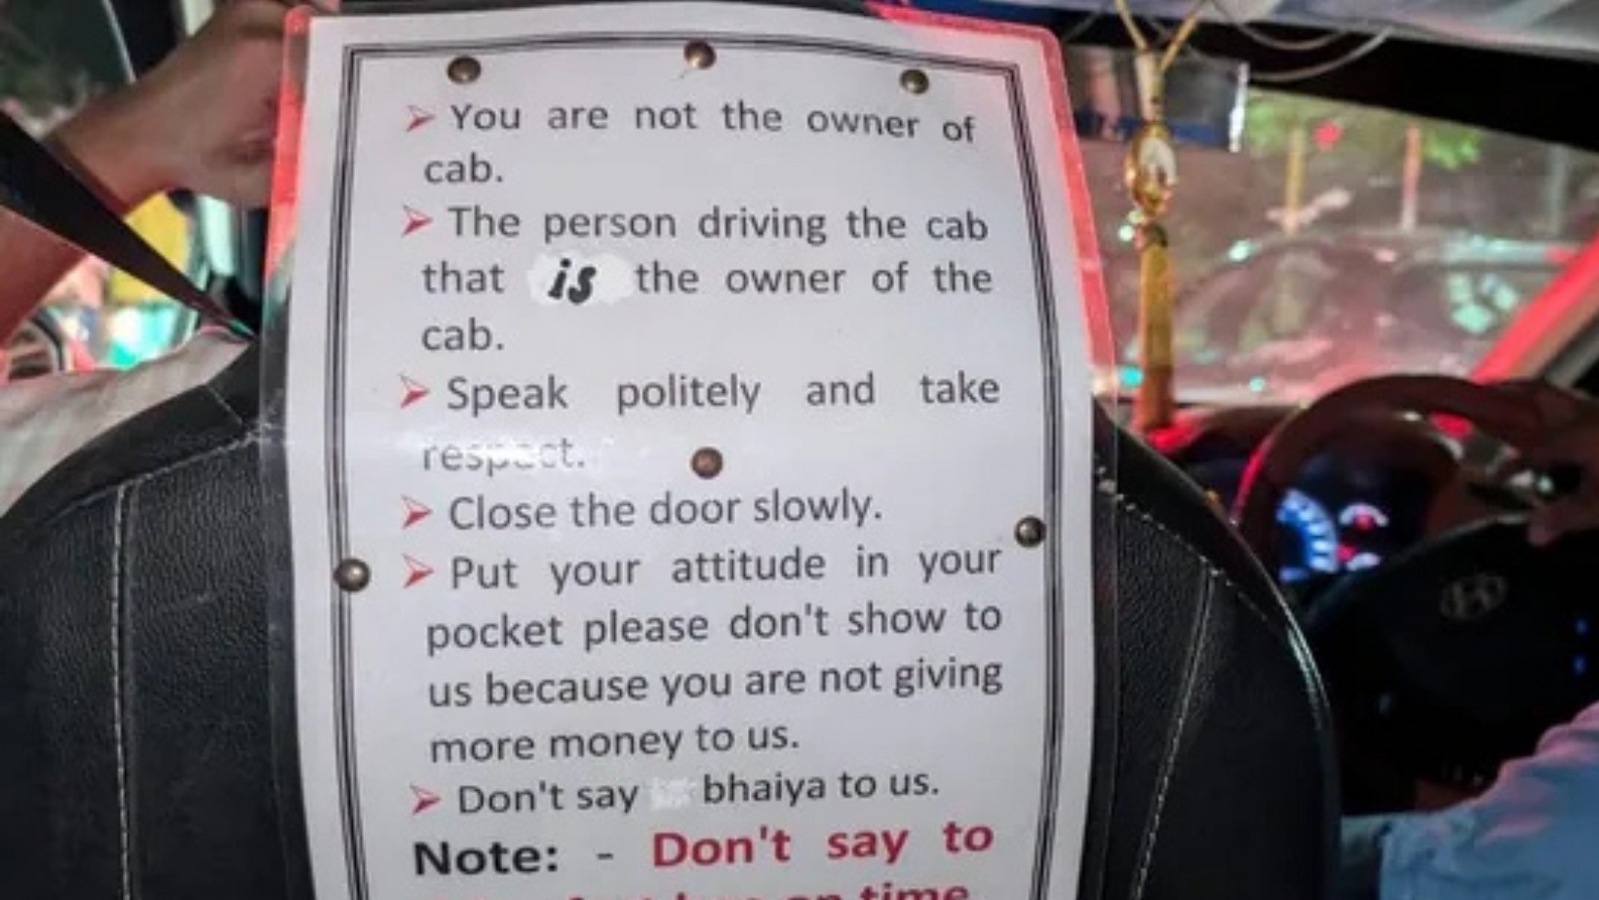 ➢ You are not the owner of
cab.
➢ The person driving the cab
that is the owner of the
cab.
➢ Speak politely and take
respect.
➢ Close the door slowly.
➢ Put your attitude in your
pocket please don't show to
us because you are not giving
more money to us.
➢ Don't say bhaiya to us.
Note: - Don't say to
on time